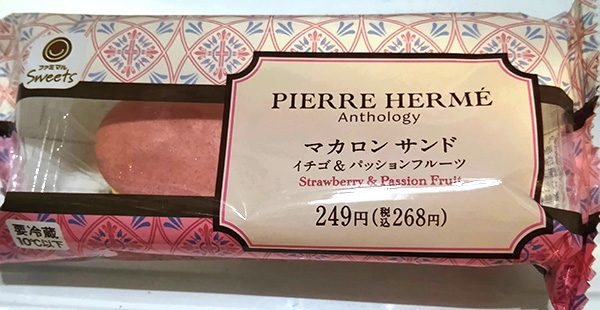 ファミマル
Sweets
PIERRE HERMÉ
Anthology
マカロン サンド
イチゴ&パッションフルーツ
Strawberry & Passion Fruit
249円(税込268円)
要冷蔵
10℃以下